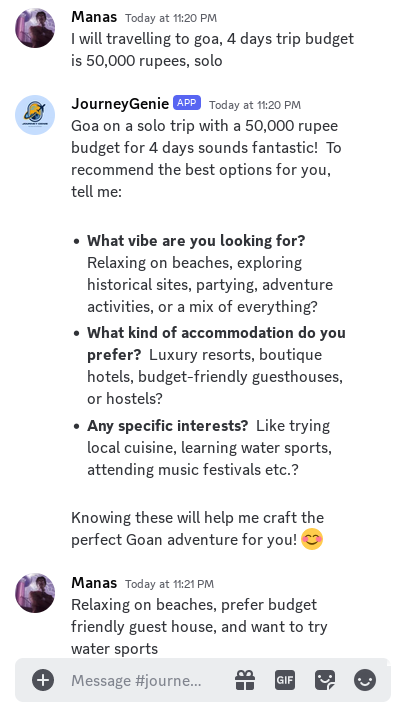 Manas Today at 11:20 PM
I will travelling to goa, 4 days trip budget
is 50,000 rupees, solo
JourneyGenie APP Today at 11:20 PM
Goa on a solo trip with a 50,000 rupee
budget for 4 days sounds fantastic! To
recommend the best options for you,
tell me:
• What vibe are you looking for?
Relaxing on beaches, exploring
historical sites, partying, adventure
activities, or a mix of everything?
• What kind of accommodation do you
prefer? Luxury resorts, boutique
hotels, budget-friendly guesthouses,
or hostels?
• Any specific interests? Like trying
local cuisine, learning water sports,
attending music festivals etc.?
Knowing these will help me craft the
perfect Goan adventure for you! 😊
Manas Today at 11:21 PM
Relaxing on beaches, prefer budget
friendly guest house, and want to try
water sports
Message #journe...
GIF